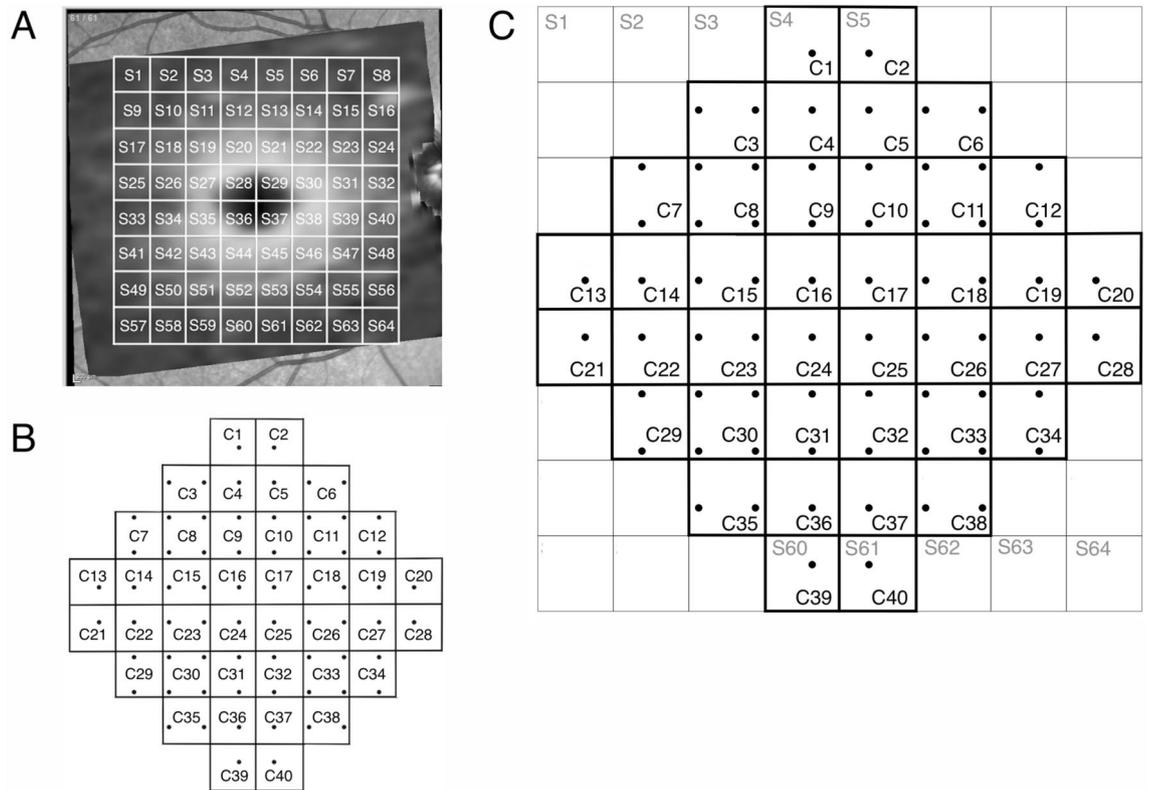 A
61 / 61
S1 S2 S3 S4 S5 S6 S7 S8
S9 S10 S11 S12 S13 S14 S15 S16
S17 S18 S19 S20 S21 S22 S23 S24
S25 S26 S27 S28 S29 S30 S31 S32
S33 S34 S35 S36 S37 S38 S39 S40
S41 S42 S43 S44 S45 S46 S47 S48
S49 S50 S51 S52 S53 S54 S55 S56
S57 S58 S59 S60 S61 S62 S63 S64
B
C1 C2
C3 C4 C5 C6
C7 C8 C9 C10 C11 C12
C13 C14 C15 C16 C17 C18 C19 C20
C21 C22 C23 C24 C25 C26 C27 C28
C29 C30 C31 C32 C33 C34
C35 C36 C37 C38
C39 C40
C
S1 S2 S3 S4 S5
C1 C2
C3 C4 C5 C6
C7 C8 C9 C10 C11 C12
C13 C14 C15 C16 C17 C18 C19 C20
C21 C22 C23 C24 C25 C26 C27 C28
C29 C30 C31 C32 C33 C34
C35 C36 C37 C38
S60 S61 S62 S63 S64
C39 C40